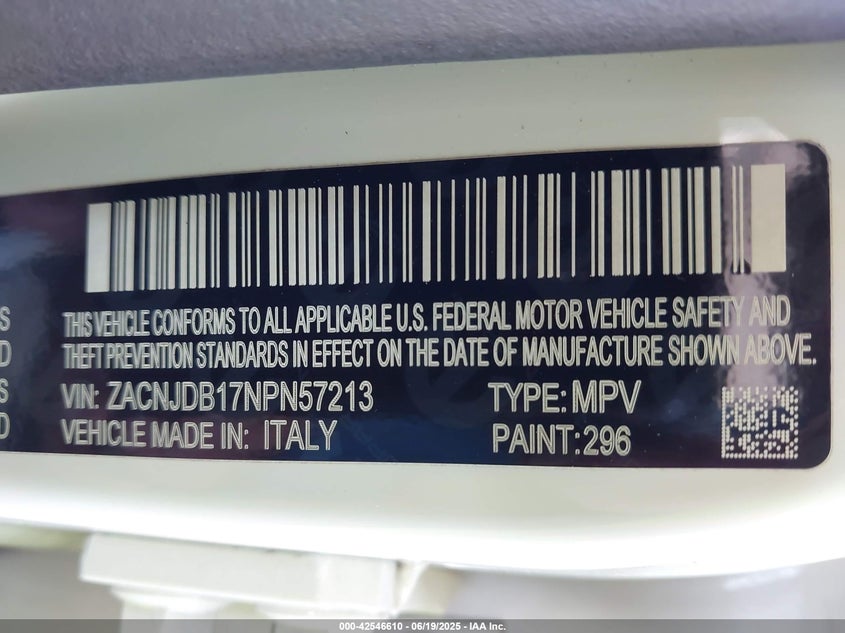 THIS VEHICLE CONFORMS TO ALL APPLICABLE U.S. FEDERAL MOTOR VEHICLE SAFETY AND
THEFT PREVENTION STANDARDS IN EFFECT ON THE DATE OF MANUFACTURE SHOWN ABOVE.
VIN: ZACNJDB17NPN57213 TYPE: MPV
VEHICLE MADE IN: ITALY PAINT: 296
S
D
S
D
000-42546610 - 06/19/2025 - IAA Inc.